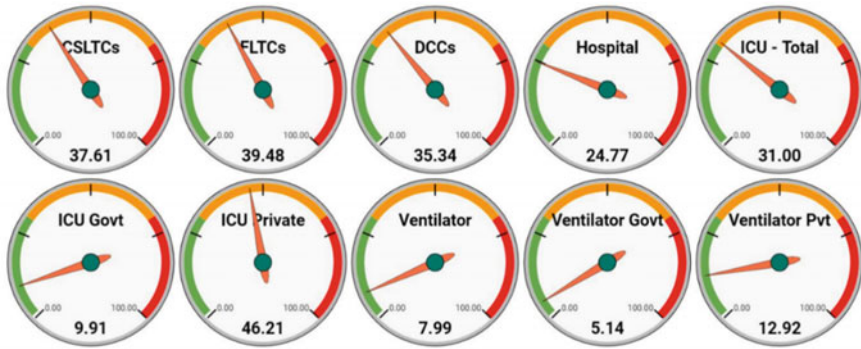 CSLTCs
0.00 100.00
37.61
FLTCs
0.00 100.00
39.48
DCCs
0.00 100.00
35.34
Hospital
0.00 100.00
24.77
ICU - Total
0.00 100.00
31.00
ICU Govt
0.00 100.00
9.91
ICU Private
0.00 100.00
46.21
Ventilator
0.00 100.00
7.99
Ventilator Govt
0.00 100.00
5.14
Ventilator Pvt
0.00 100.00
12.92